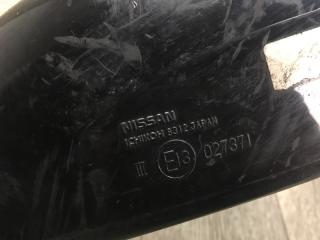 NISSAN
ICHIKOH 8312 JAPAN
III E13 027371